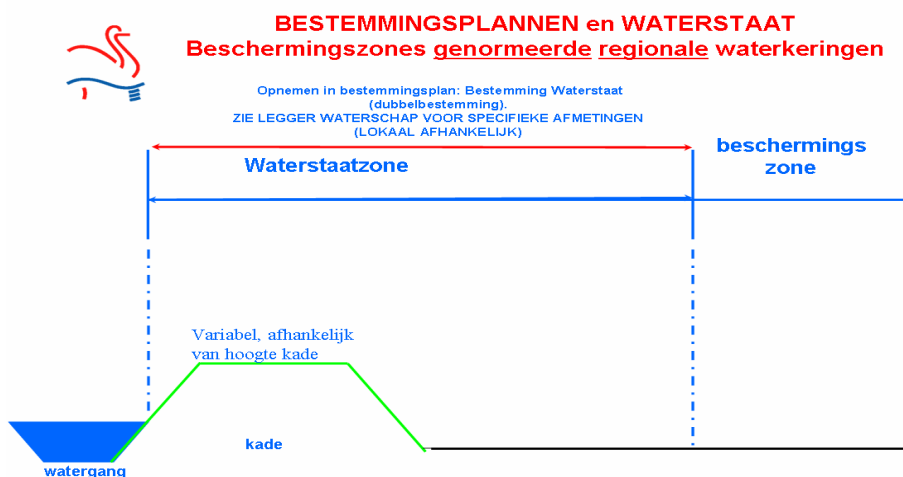 BESTEMMINGSPLANNEN en WATERSTAAT
Beschermingszones genormeerde regionale waterkeringen
Opnemen in bestemmingsplan: Bestemming Waterstaat
(dubbelbestemming).
ZIE LEGGER WATERSCHAP VOOR SPECIFIEKE AFMETINGEN
(LOKAAL AFHANKELIJK)
Waterstaatzone
beschermings
zone
Variabel, afhankelijk
van hoogte kade
kade
watergang